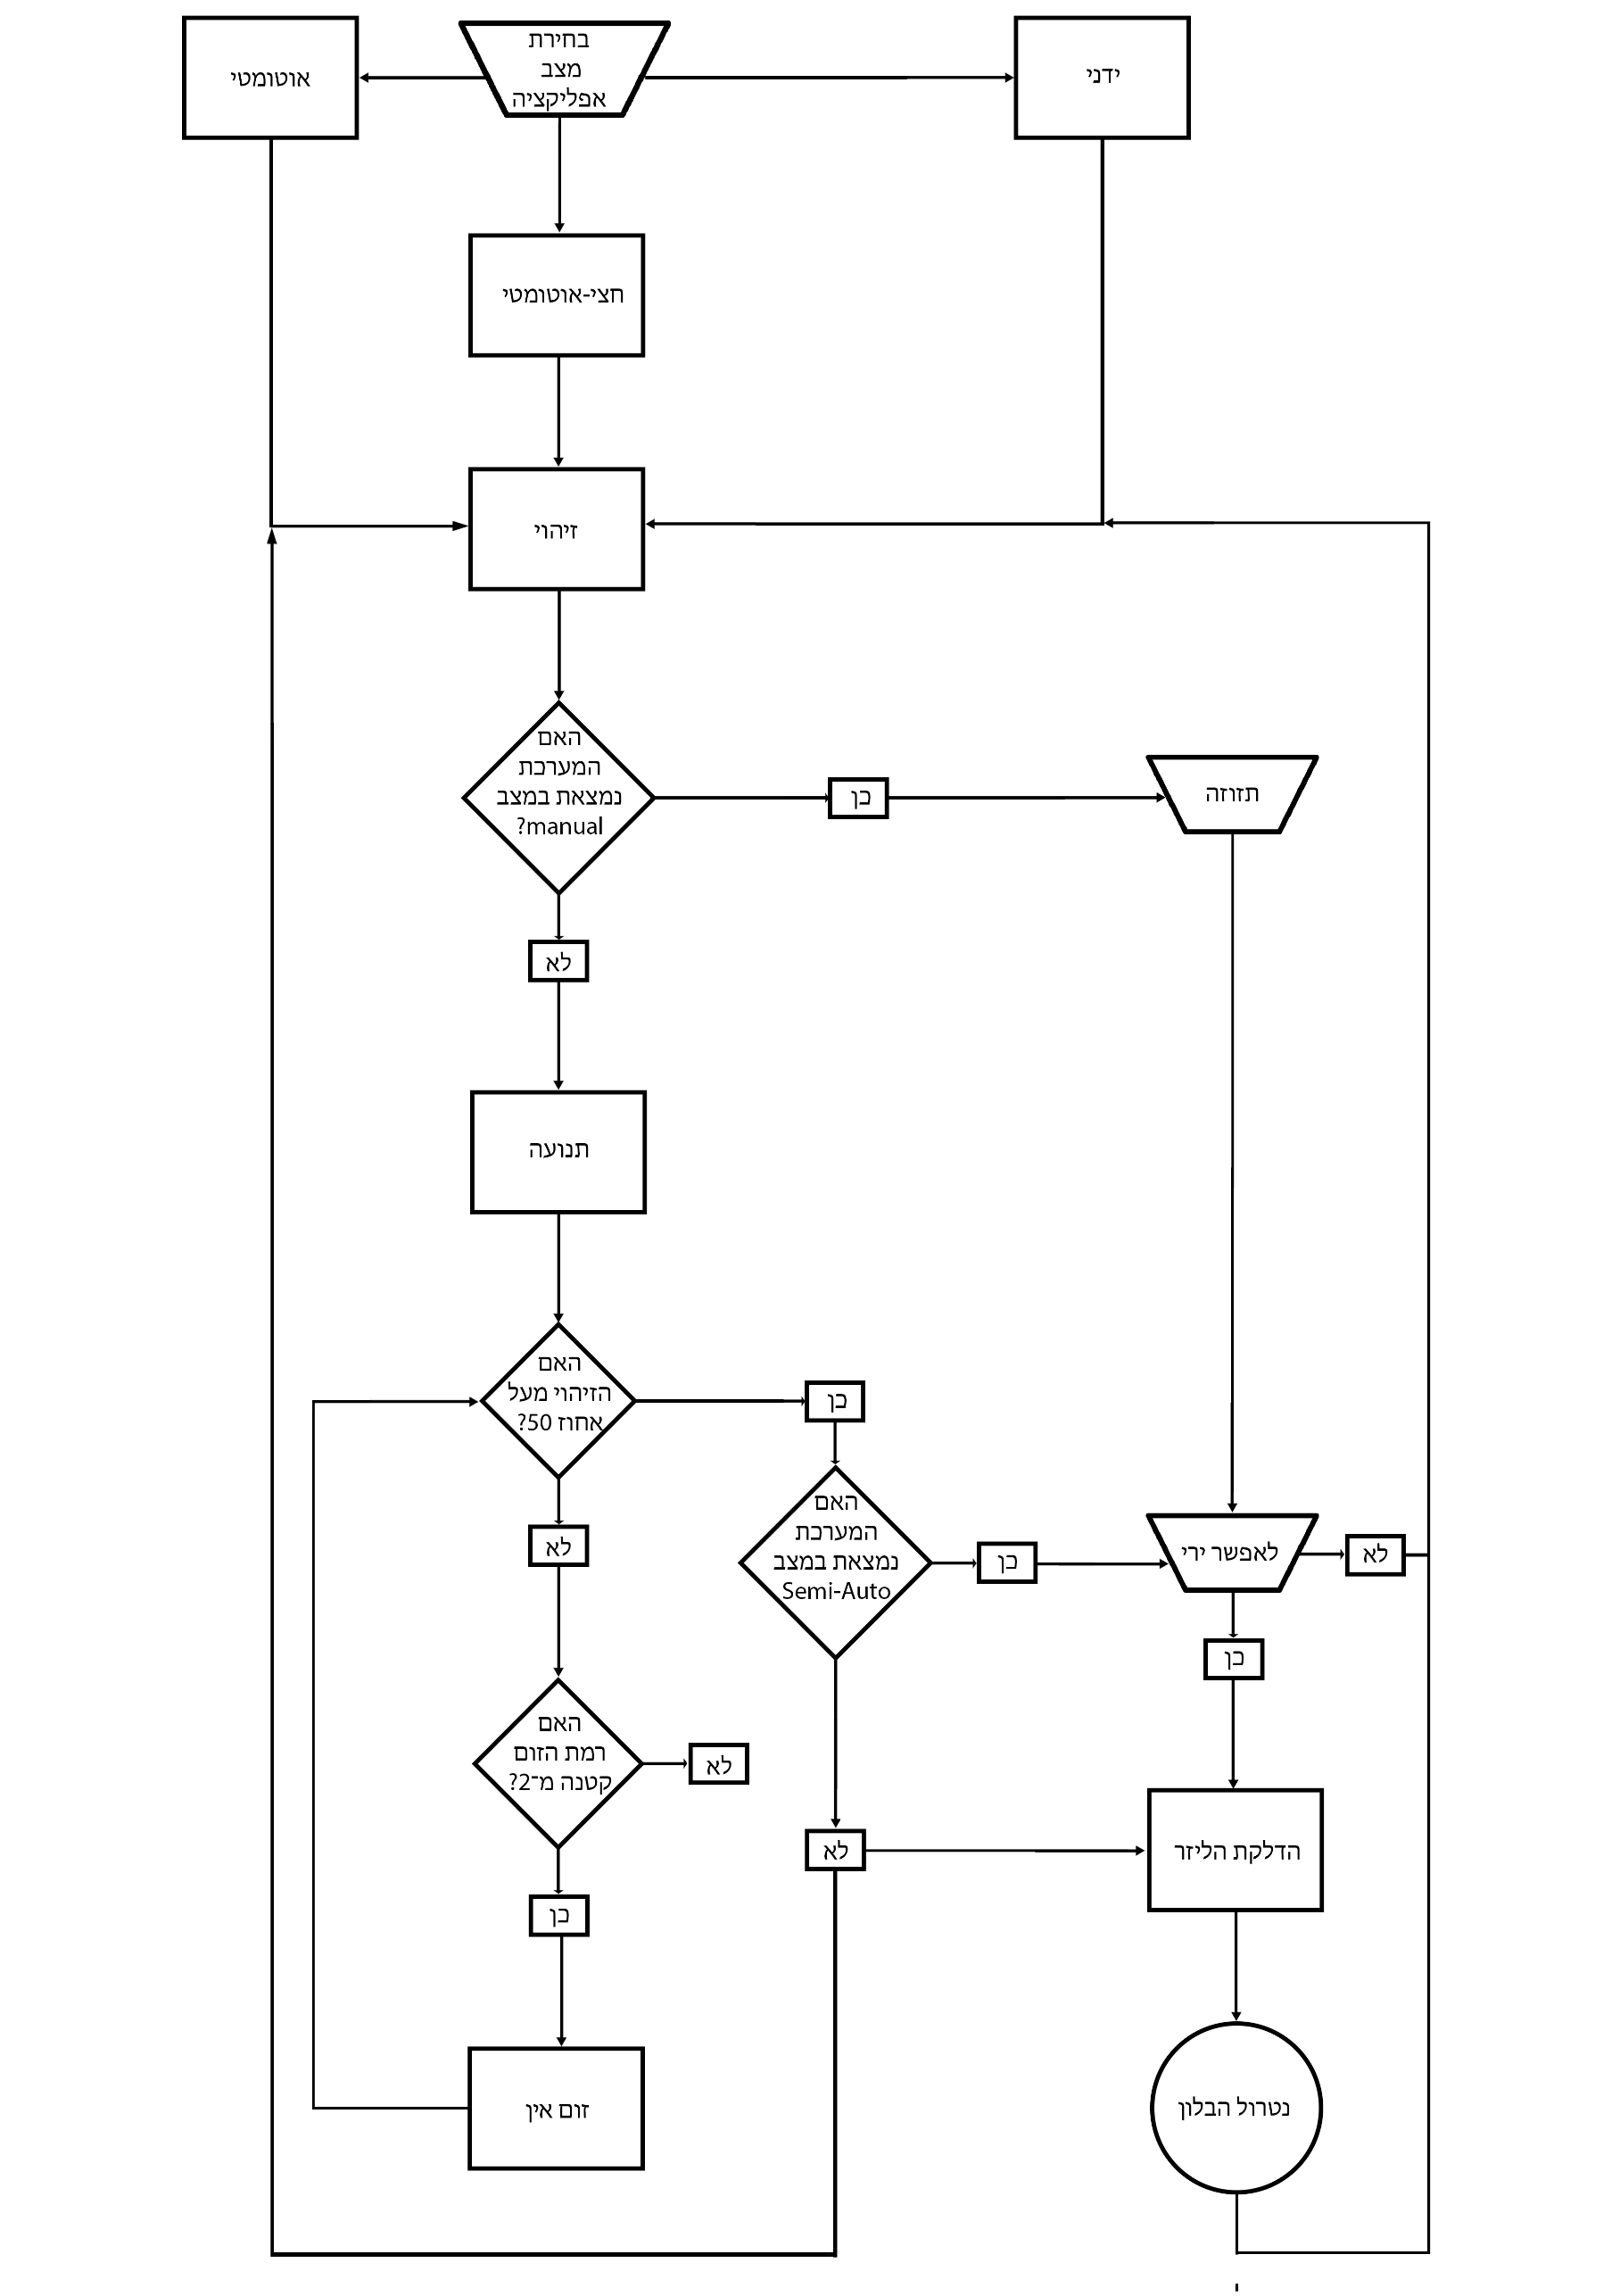 בחירת
מצב
אפליקציה
ידני
אוטומטי
חצי-אוטומטי
זיהוי
האם
המערכת
נמצאת במצב
manual?
כן
תזוזה
לא
תנועה
האם
הזיהוי מעל
50 אחוז?
כן
לא
האם
המערכת
נמצאת במצב
Semi-Auto
כן
לאפשר ירי
לא
כן
האם
רמת הזום
קטנה מ־2?
לא
לא
הדלקת הליזר
כן
זום אין
נטרול הבלון